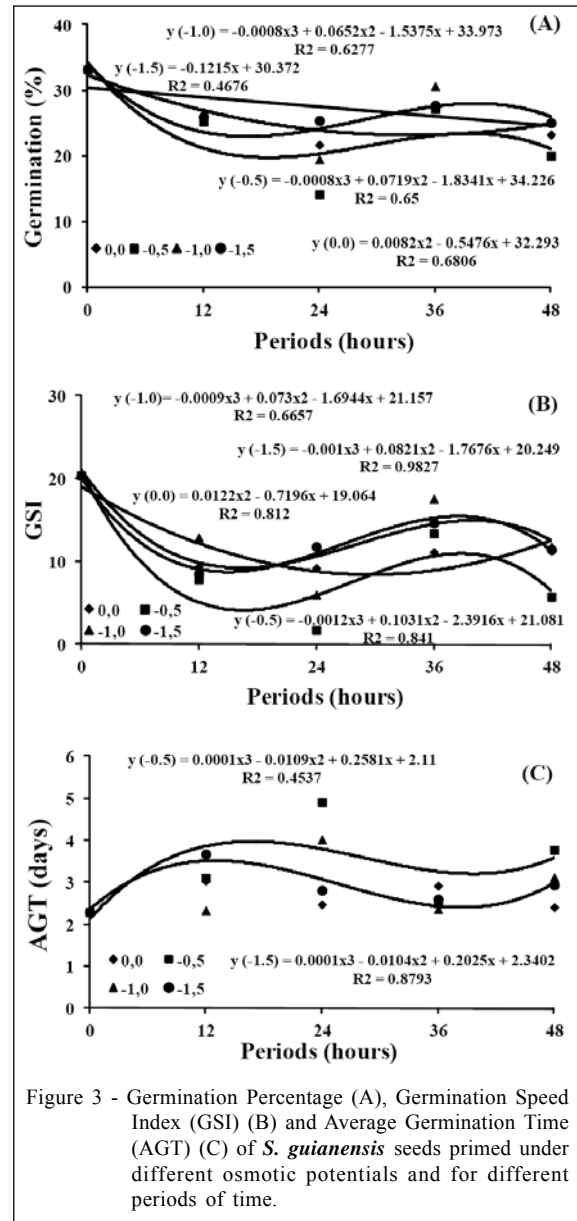 (A)
y (-1.0) = -0.0008x3 + 0.0652x2 - 1.5375x + 33.973
R2 = 0.6277
y (-1.5) = -0.1215x + 30.372
R2 = 0.4676
y (-0.5) = -0.0008x3 + 0.0719x2 - 1.8341x + 34.226
R2 = 0.65
y (0.0) = 0.0082x2 - 0.5476x + 32.293
R2 = 0.6806
Germination (%)
40
30
20
10
0
0,0 -0,5 -1,0 -1,5
0 12 24 36 48
Periods (hours)
y (-1.0)= -0.0009x3 + 0.073x2 - 1.6944x + 21.157
R2 = 0.6657
(B)
y (-1.5) = -0.001x3 + 0.0821x2 - 1.7676x + 20.249
R2 = 0.9827
y (0.0) = 0.0122x2 - 0.7196x + 19.064
R2 = 0.812
y (-0.5) = -0.0012x3 + 0.1031x2 - 2.3916x + 21.081
R2 = 0.841
GSI
30
20
10
0
0,0 -0,5
-1,0 -1,5
0 12 24 36 48
Periods (hours)
y (-0.5) = 0.0001x3 - 0.0109x2 + 0.2581x + 2.11
R2 = 0.4537
(C)
AGT (days)
6
5
4
3
2
1
0
0,0 -0,5
-1,0 -1,5
y (-1.5) = 0.0001x3 - 0.0104x2 + 0.2025x + 2.3402
R2 = 0.8793
0 12 24 36 48
Periods (hours)
Figure 3 - Germination Percentage (A), Germination Speed
Index (GSI) (B) and Average Germination Time
(AGT) (C) of S. guianensis seeds primed under
different osmotic potentials and for different
periods of time.